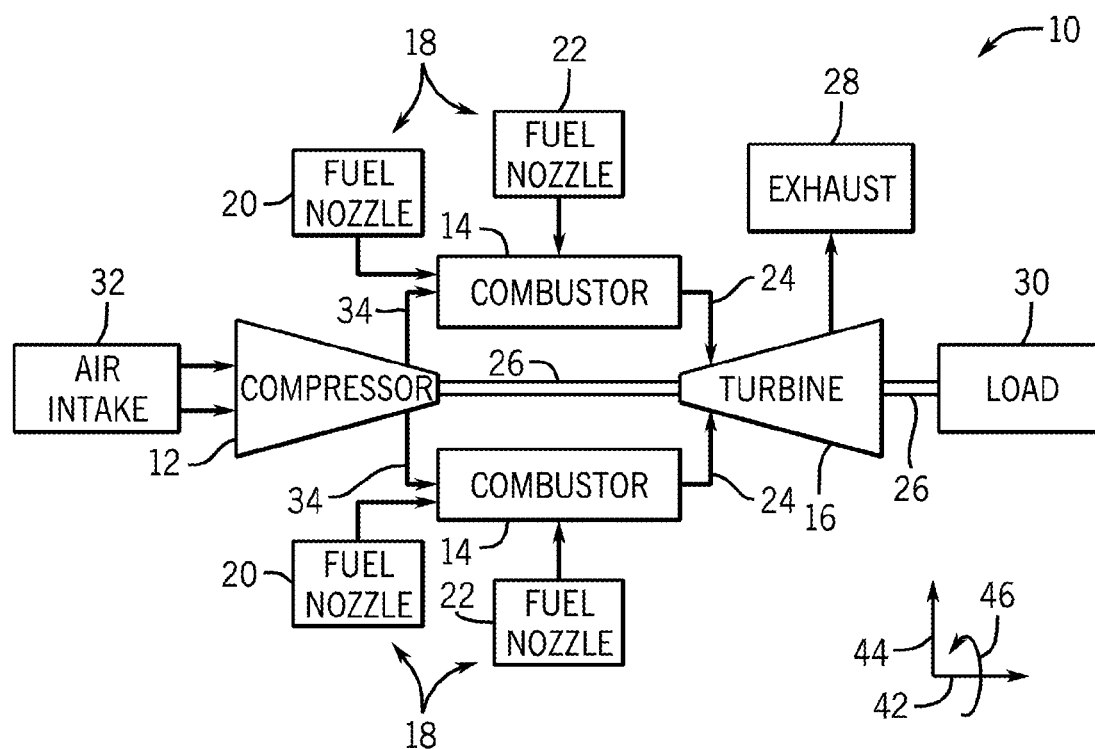 10
18
22
28
FUEL
NOZZLE
EXHAUST
FUEL
NOZZLE
20
14
COMBUSTOR
24
32
34
30
AIR
INTAKE
COMPRESSOR
26
TURBINE
LOAD
12
34
COMBUSTOR
24
16
26
14
20
FUEL
NOZZLE
22
FUEL
NOZZLE
18
44
46
42